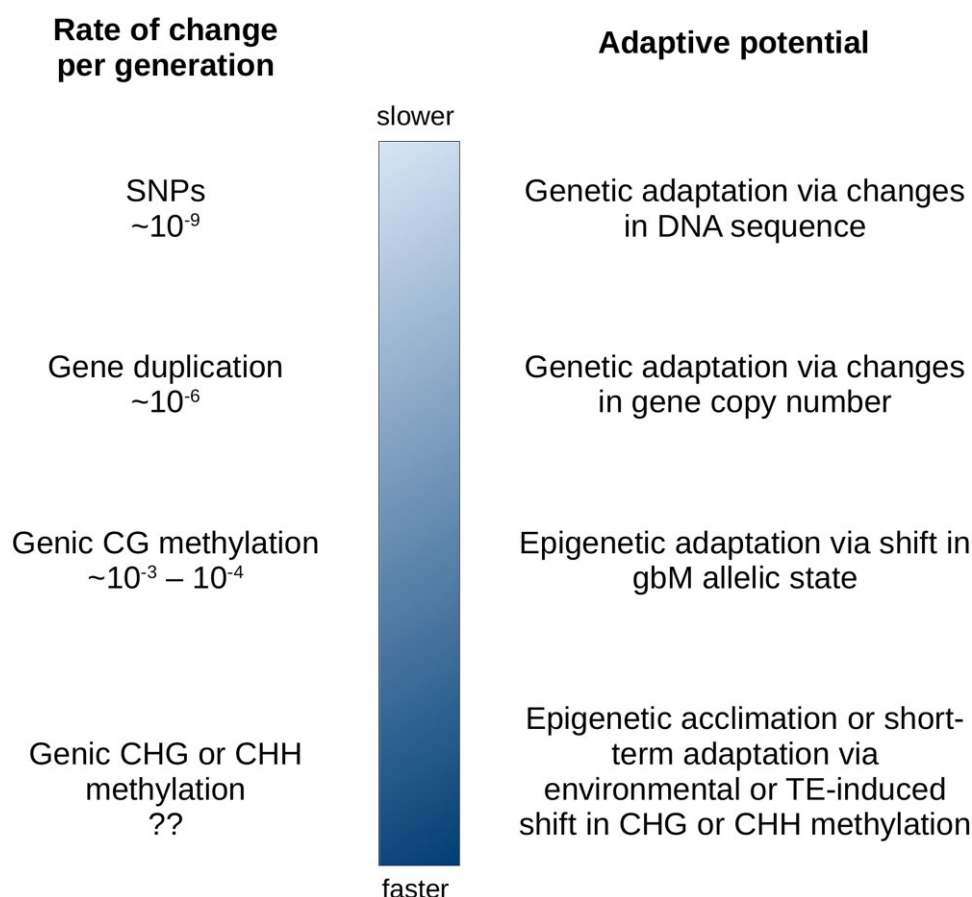 Rate of change
per generation
Adaptive potential
slower
SNPs
~10⁻⁹
Genetic adaptation via changes
in DNA sequence
Gene duplication
~10⁻⁶
Genetic adaptation via changes
in gene copy number
Genic CG methylation
~10⁻³ – 10⁻⁴
Epigenetic adaptation via shift in
gbM allelic state
Genic CHG or CHH
methylation
??
Epigenetic acclimation or short-
term adaptation via
environmental or TE-induced
shift in CHG or CHH methylation
faster